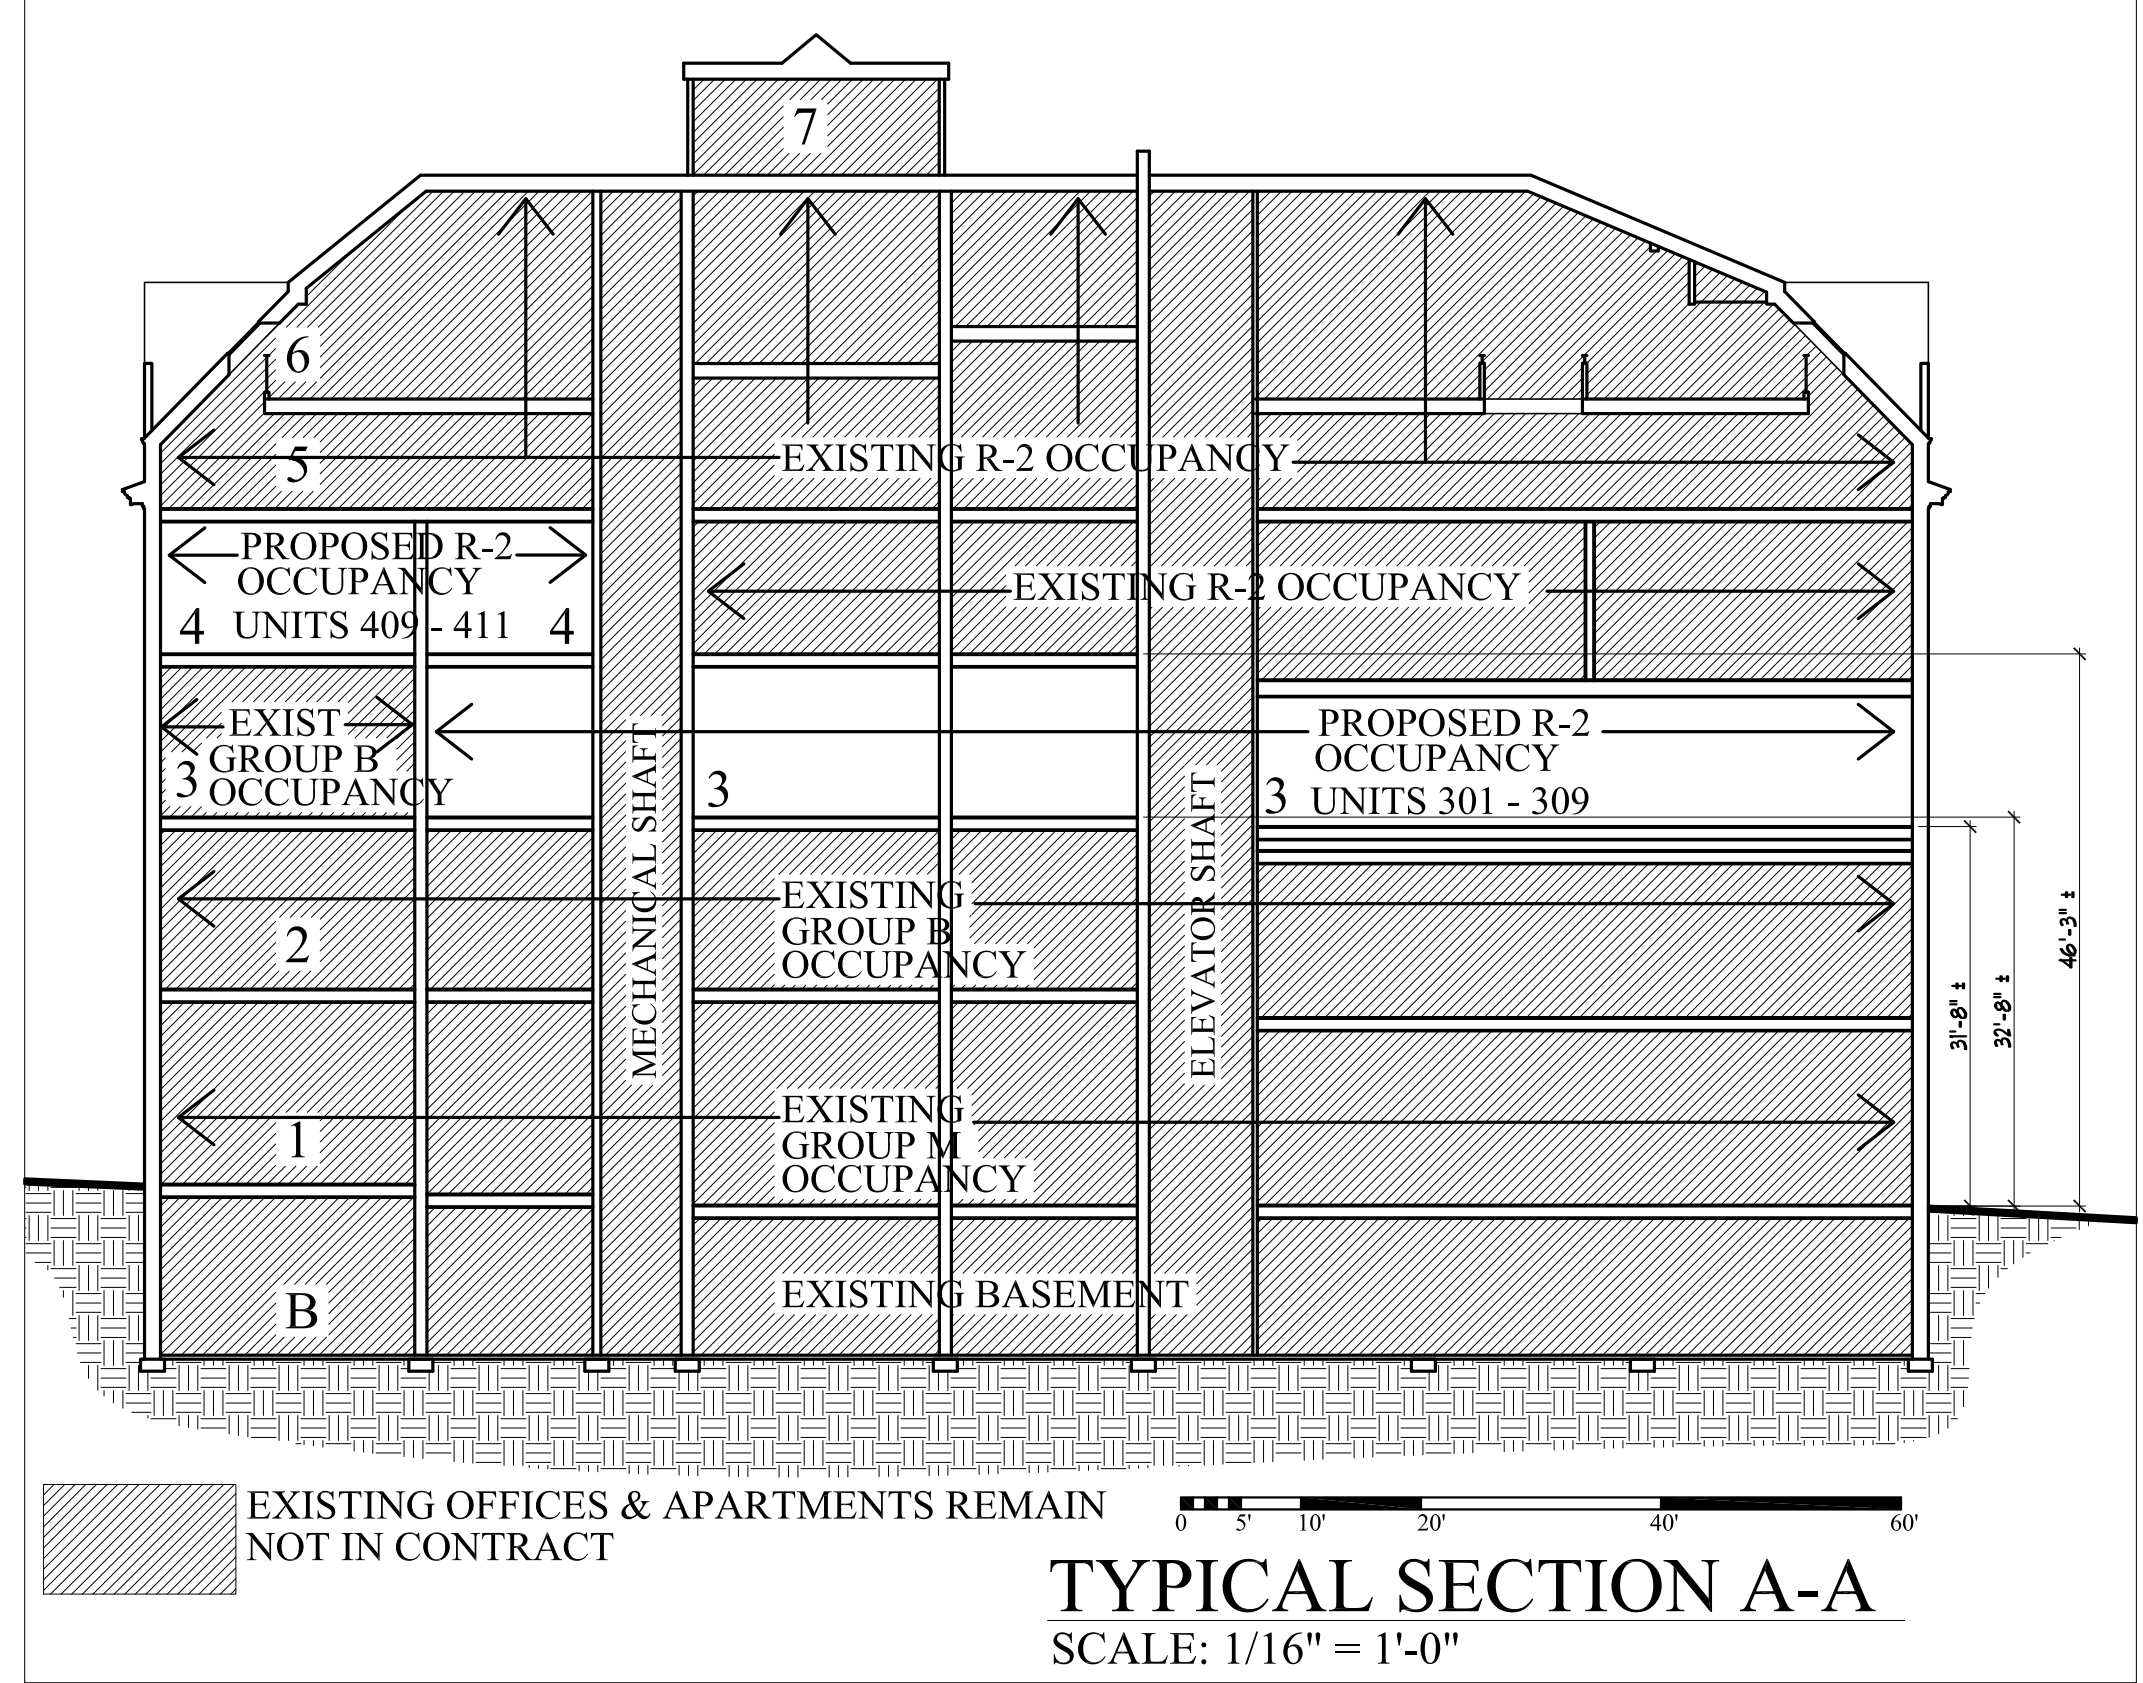 7
6
5
EXISTING R-2 OCCUPANCY
PROPOSED R-2
OCCUPANCY
4 UNITS 409 - 411 4
EXISTING R-2 OCCUPANCY
EXIST
GROUP B
3 OCCUPANCY
3
PROPOSED R-2
OCCUPANCY
3 UNITS 301 - 309
MECHANICAL SHAFT
ELEVATOR SHAFT
2
EXISTING
GROUP B
OCCUPANCY
46'-3" ±
32'-8" ±
31'-8" ±
1
EXISTING
GROUP M
OCCUPANCY
B
EXISTING BASEMENT
EXISTING OFFICES & APARTMENTS REMAIN
NOT IN CONTRACT
0 5' 10' 20' 40' 60'
TYPICAL SECTION A-A
SCALE: 1/16" = 1'-0"